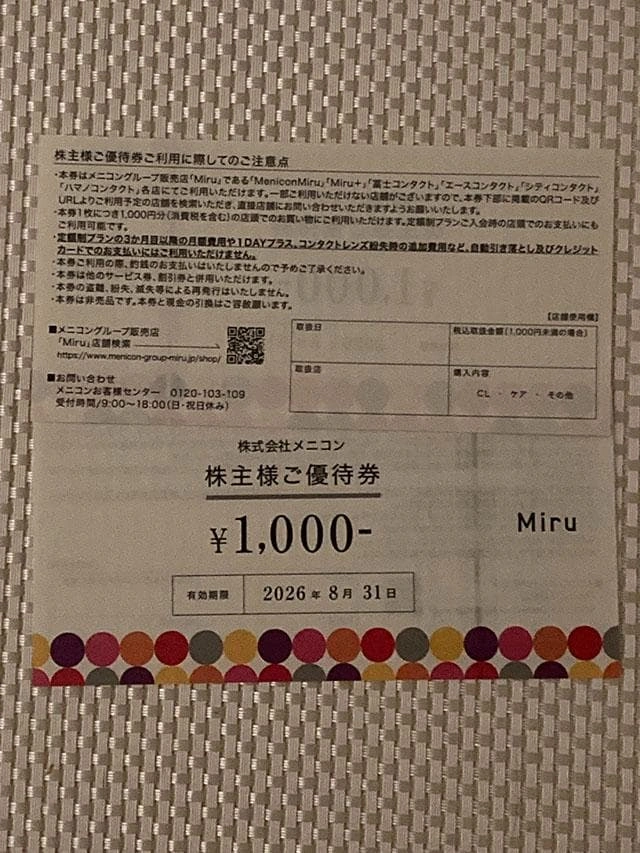 株主様ご優待券ご利用に際してのご注意点
・本券はメニコングループ販売店「Miru」である「MeniconMiru」「Miru+」「富士コンタクト」「エースコンタクト」「シティコンタクト」
「ハマノコンタクト」各店にてご利用いただけます。一部ご利用いただけない店舗がございますので、本券下部に掲載のQRコード及び
URLよりご利用予定の店舗を検索いただき、直接店舗にお問い合わせいただきますようお願いいたします。
・本券1枚につき1,000円分(消費税を含む)の店頭でのお買い物にご利用いただけます。定額制プランご入会時の店頭でのお支払いにも
ご利用可能です。
・定額制プランの3か月目以降の月額費用や1DAYプラス、コンタクトレンズ紛失時の追加費用など、自動引き落とし及びクレジット
カードでのお支払いにはご利用いただけません。
・本券ご利用の際、釣銭のお支払いはいたしませんので予めご了承ください。
・本券は他のサービス券、割引券と併用いただけます。
・本券の盗難、紛失、滅失等による再発行はいたしません。
・本券は非売品です。本券と現金の引換はご容赦願います。
【店舗使用欄】
■メニコングループ販売店
「Miru」店舗検索
https://www.menicon-group-miru.jp/shop/
■お問い合わせ
メニコンお客様センター 0120-103-109
受付時間/9:00~18:00(日・祝日休み)
取扱日
税込取扱金額(1,000円未満の場合)
取扱店
購入内容
CL ・ ケア ・ その他
株式会社メニコン
株主様ご優待券
¥1,000-
Miru
有効期限 2026年 8月 31日